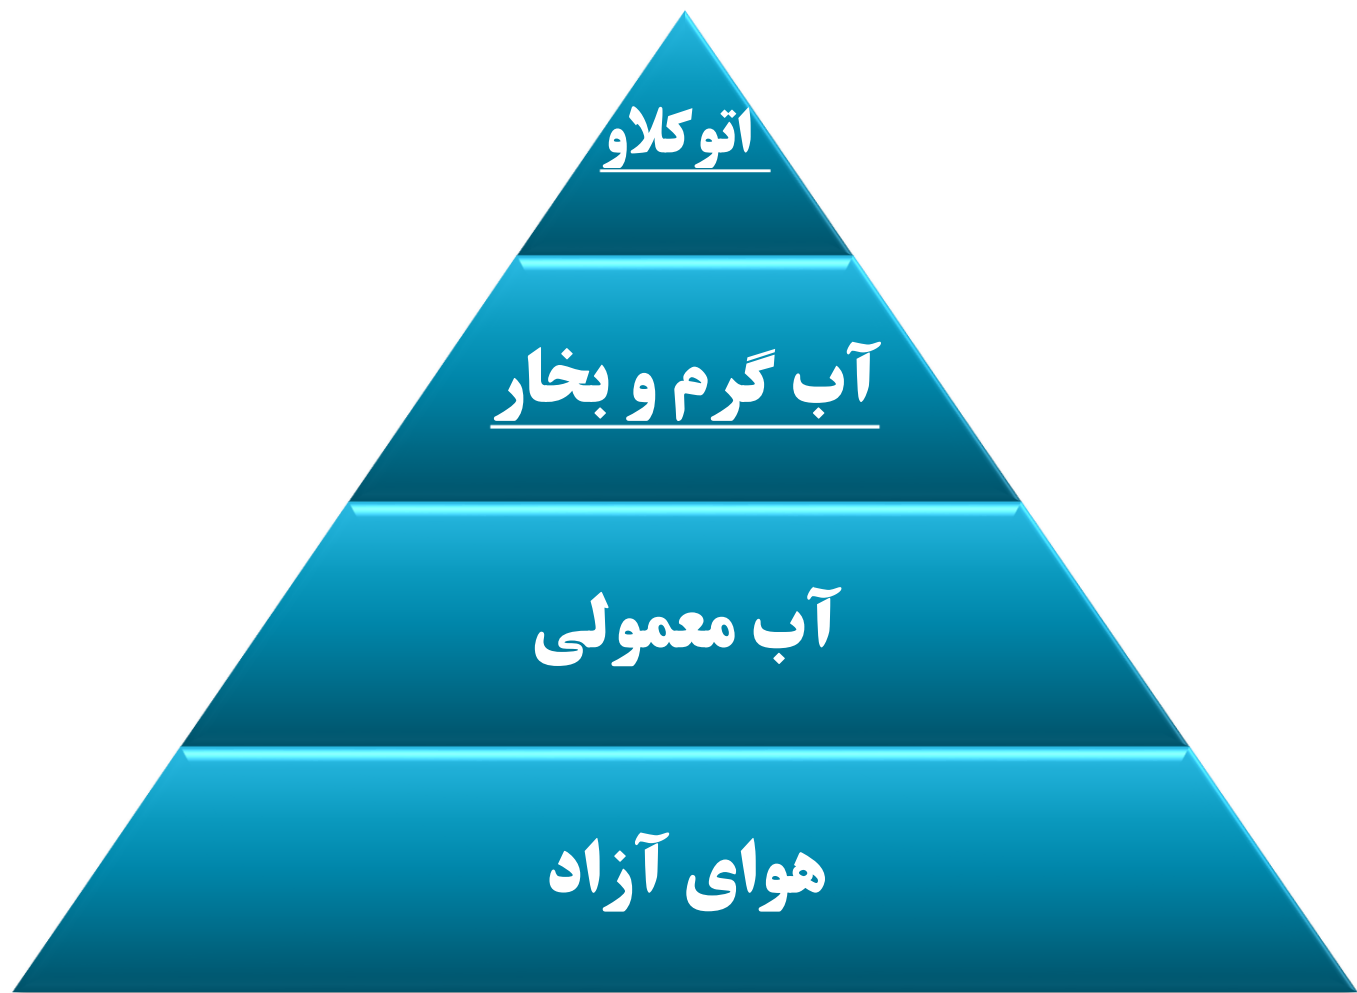 اتوکلاو
آب گرم و بخار
آب معمولی
هوای آزاد